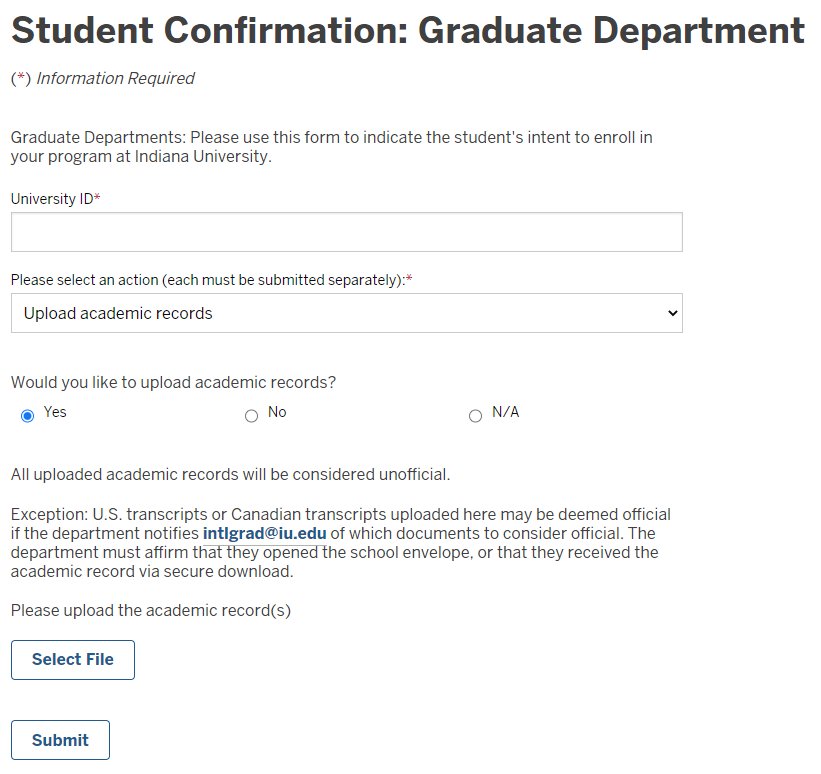 Student Confirmation: Graduate Department
(*) Information Required
Graduate Departments: Please use this form to indicate the student's intent to enroll in
your program at Indiana University.
University ID*
Please select an action (each must be submitted separately):*
Upload academic records
Would you like to upload academic records?
Yes No N/A
All uploaded academic records will be considered unofficial.
Exception: U.S. transcripts or Canadian transcripts uploaded here may be deemed official
if the department notifies intlgrad@iu.edu of which documents to consider official. The
department must affirm that they opened the school envelope, or that they received the
academic record via secure download.
Please upload the academic record(s)
Select File
Submit